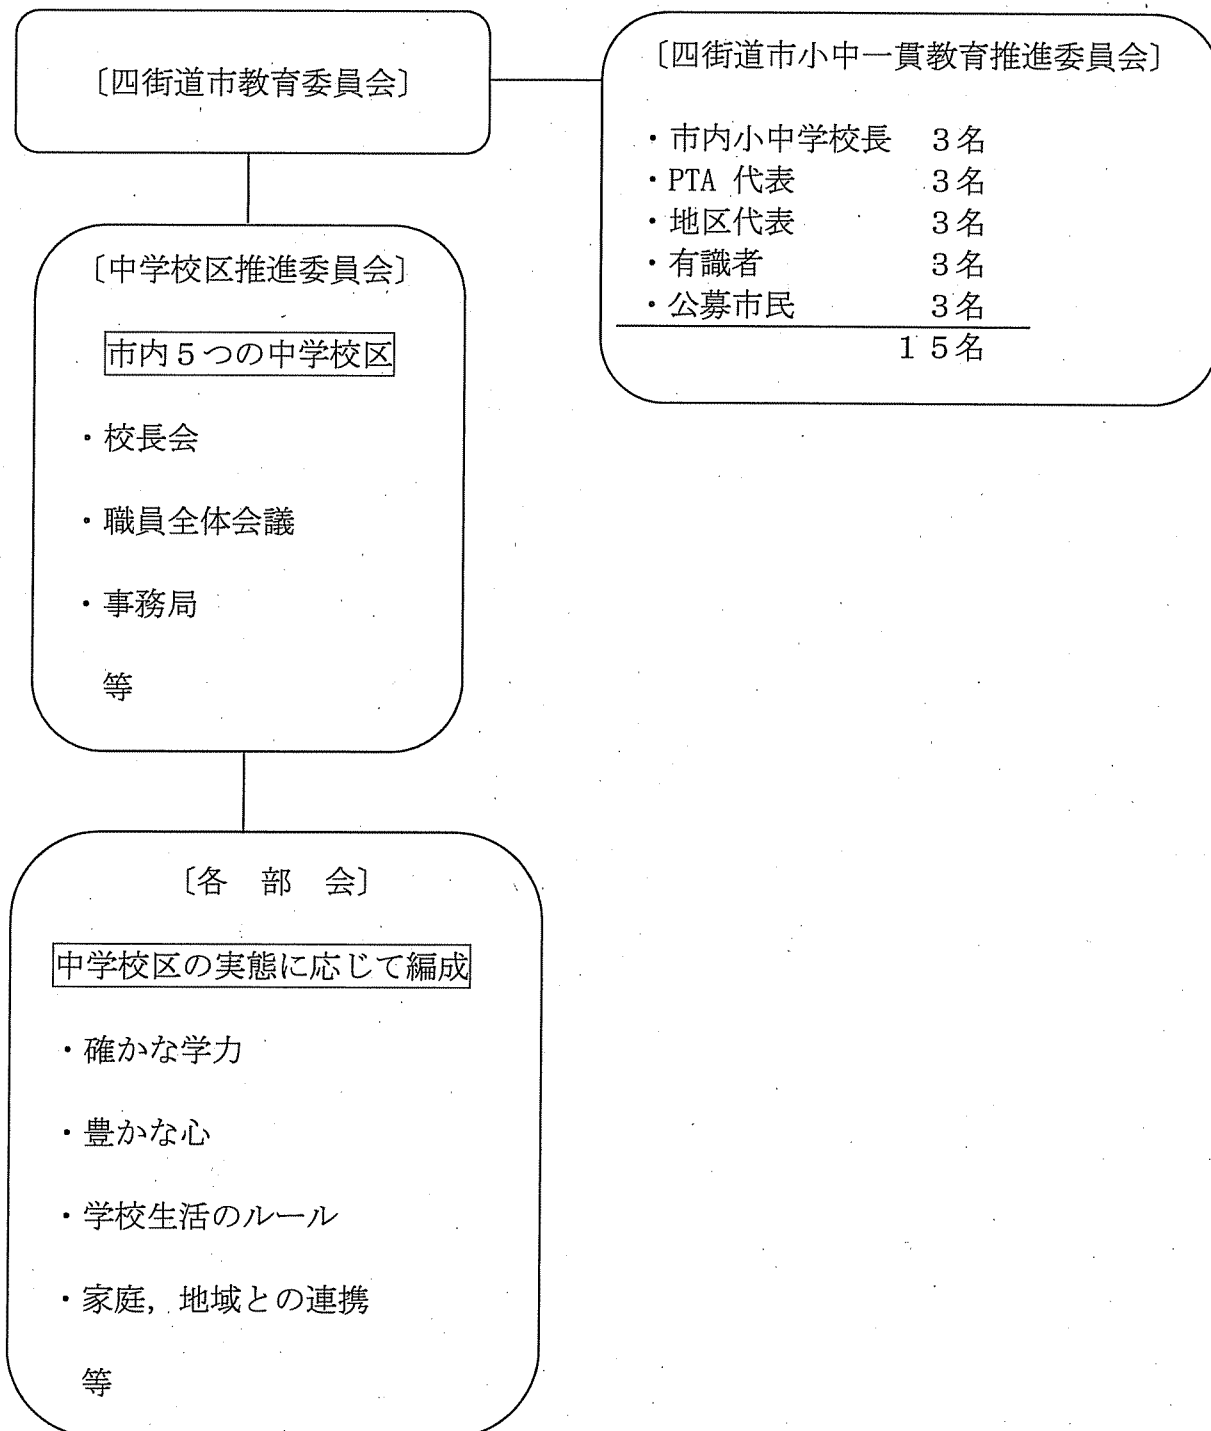 〔四街道市教育委員会〕
〔四街道市小中一貫教育推進委員会〕
・市内小中学校長 3名
・PTA 代表 3名
・地区代表 3名
・有識者 3名
・公募市民 3名
15名
〔中学校区推進委員会〕
市内5つの中学校区
・校長会
・職員全体会議
・事務局
等
〔各 部 会〕
中学校区の実態に応じて編成
・確かな学力
・豊かな心
・学校生活のルール
・家庭，地域との連携
等